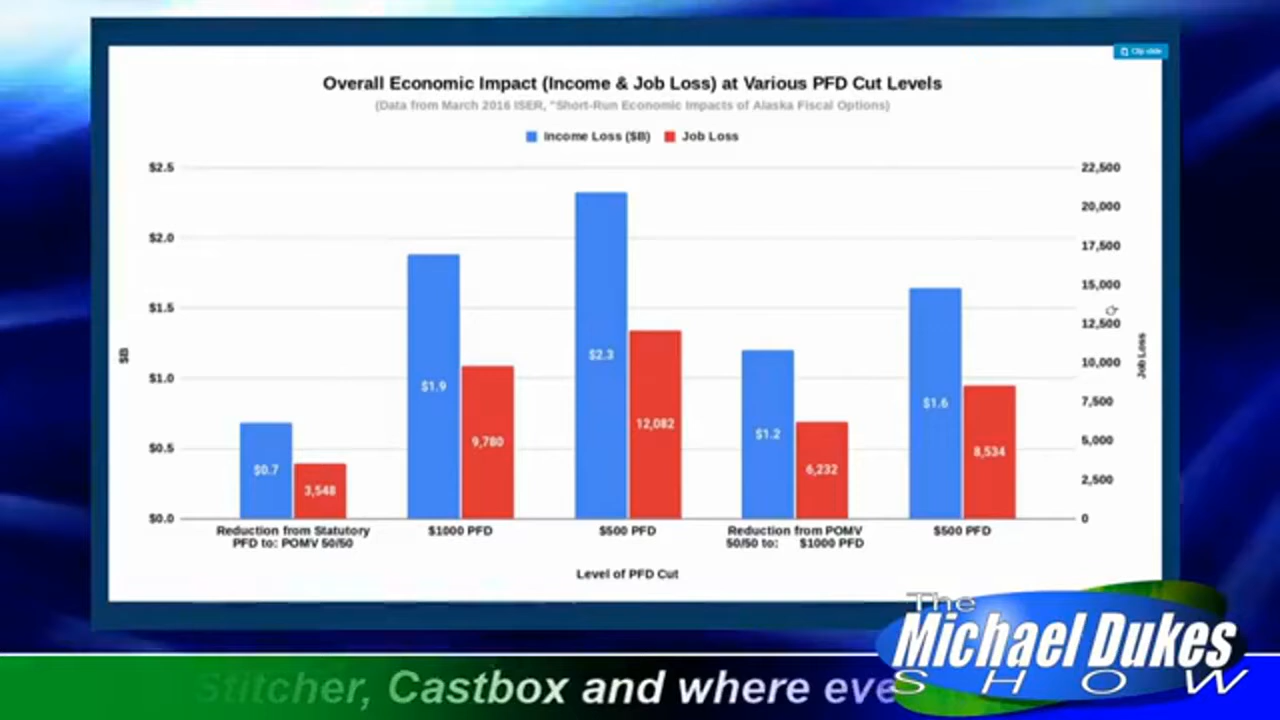 Clip slide
Overall Economic Impact (Income & Job Loss) at Various PFD Cut Levels
(Data from March 2016 ISER, "Short-Run Economic Impacts of Alaska Fiscal Options)
Income Loss ($B) Job Loss
$2.5
$2.0
$1.5
$1.0
$0.5
$0.0
$B
22,500
20,000
17,500
15,000
12,500
10,000
7,500
5,000
2,500
0
Job Loss
$0.7
3,548
$1.9
9,780
$2.3
12,082
$1.2
6,232
$1.6
8,534
Reduction from Statutory
PFD to: POMV 50/50
$1000 PFD
$500 PFD
Reduction from POMV
50/50 to: $1000 PFD
$500 PFD
Level of PFD Cut
The
Michael Dukes
SHOW
Stitcher, Castbox and where eve